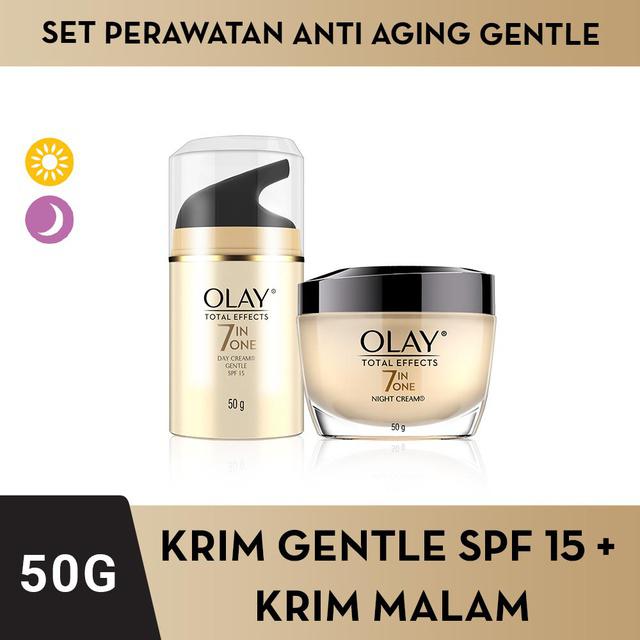 SET PERAWATAN ANTI AGING GENTLE
OLAY®
TOTAL EFFECTS
7 IN ONE
DAY CREAM®
GENTLE
SPF 15
50 g
OLAY®
TOTAL EFFECTS
7 IN ONE
NIGHT CREAM®
50 g
50G
KRIM GENTLE SPF 15 +
KRIM MALAM